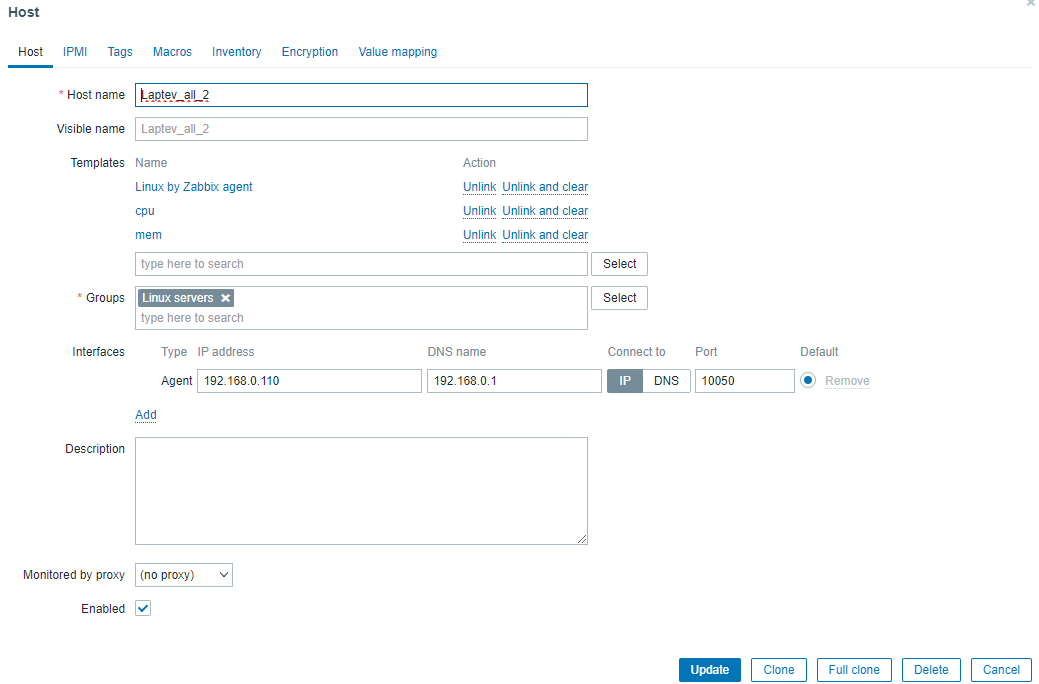 Host
Host IPMI Tags Macros Inventory Encryption Value mapping
* Host name Laptev_all_2
Visible name Laptev_all_2
Templates Name Action
Linux by Zabbix agent Unlink Unlink and clear
cpu Unlink Unlink and clear
mem Unlink Unlink and clear
type here to search Select
* Groups Linux servers Select
type here to search
Interfaces Type IP address DNS name Connect to Port Default
Agent 192.168.0.110 192.168.0.1 IP DNS 10050 Remove
Add
Description
Monitored by proxy (no proxy)
Enabled
Update Clone Full clone Delete Cancel